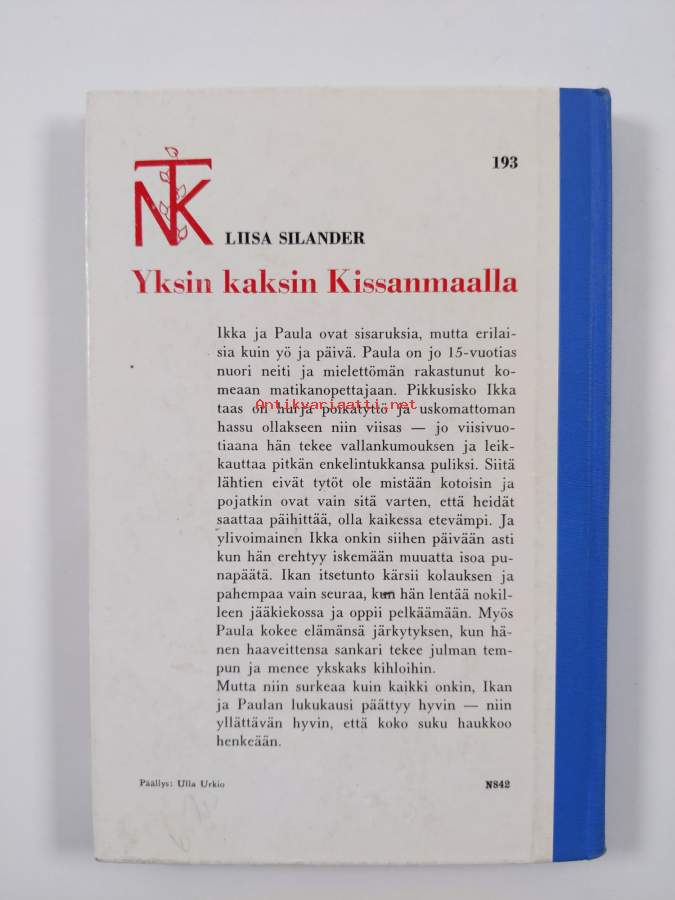 193
NTK
LIISA SILANDER
Yksin kaksin Kissanmaalla
Ikka ja Paula ovat sisaruksia, mutta erilai-
sia kuin yö ja päivä. Paula on jo 15-vuotias
nuori neiti ja mielettömän rakastunut ko-
meaan matikanopettajaan. Pikkusisko Ikka
taas on hurja poikatyttö ja uskomattoman
Antikvariaatti.net
hassu ollakseen niin viisas — jo viisivuo-
tiaana hän tekee vallankumouksen ja leik-
kauttaa pitkän enkelintukkansa puliksi. Siitä
lähtien eivät tytöt ole mistään kotoisin ja
pojatkin ovat vain sitä varten, että heidät
saattaa päihittää, olla kaikessa etevämpi. Ja
ylivoimainen Ikka onkin siihen päivään asti
kun hän erehtyy iskemään muuatta isoa pu-
napäätä. Ikan itsetunto kärsii kolauksen ja
pahempaa vain seuraa, kun hän lentää nokil-
leen jääkiekossa ja oppii pelkäämään. Myös
Paula kokee elämänsä järkytyksen, kun hä-
nen haaveittensa sankari tekee julman tem-
pun ja menee ykskaks kihloihin.
Mutta niin surkeaa kuin kaikki onkin, Ikan
ja Paulan lukukausi päättyy hyvin — niin
yllättävän hyvin, että koko suku haukkoo
henkeään.
Päällys: Ulla Urkio
N842